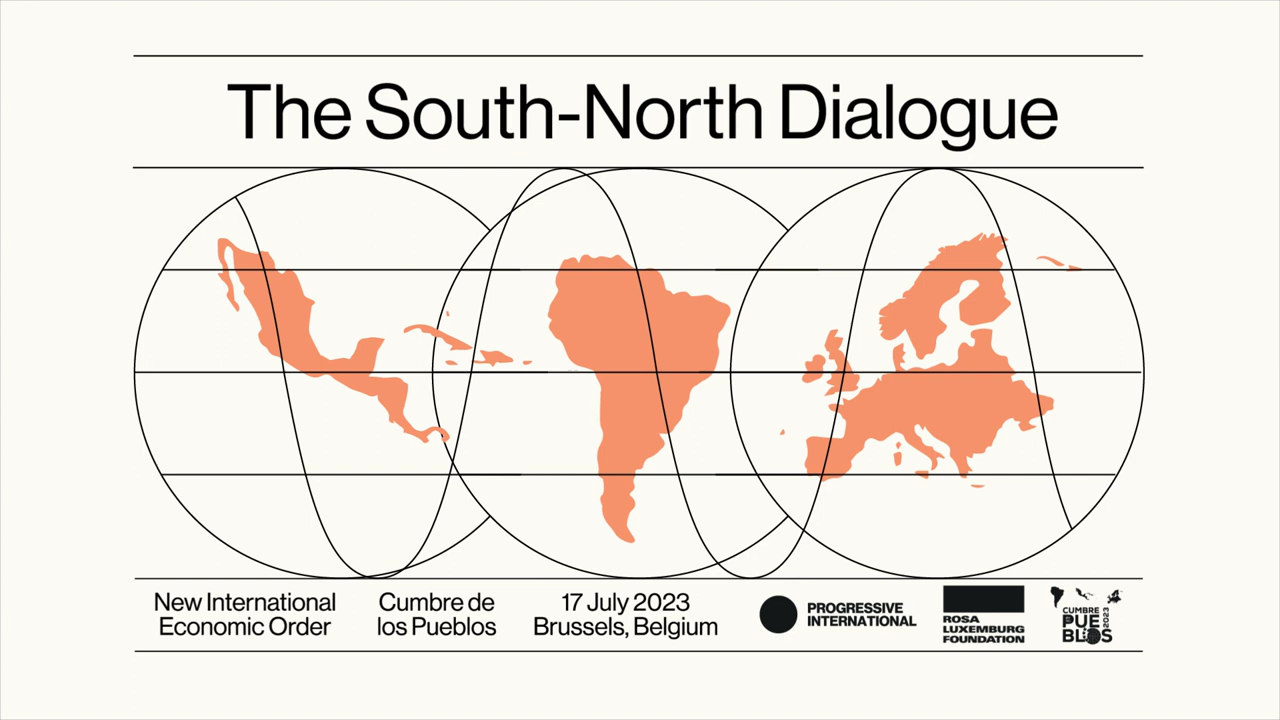 The South-North Dialogue
New International
Economic Order
Cumbre de
los Pueblos
17 July 2023
Brussels, Belgium
PROGRESSIVE
INTERNATIONAL
ROSA
LUXEMBURG
FOUNDATION
CUMBRE
PUE
BLOS
2023